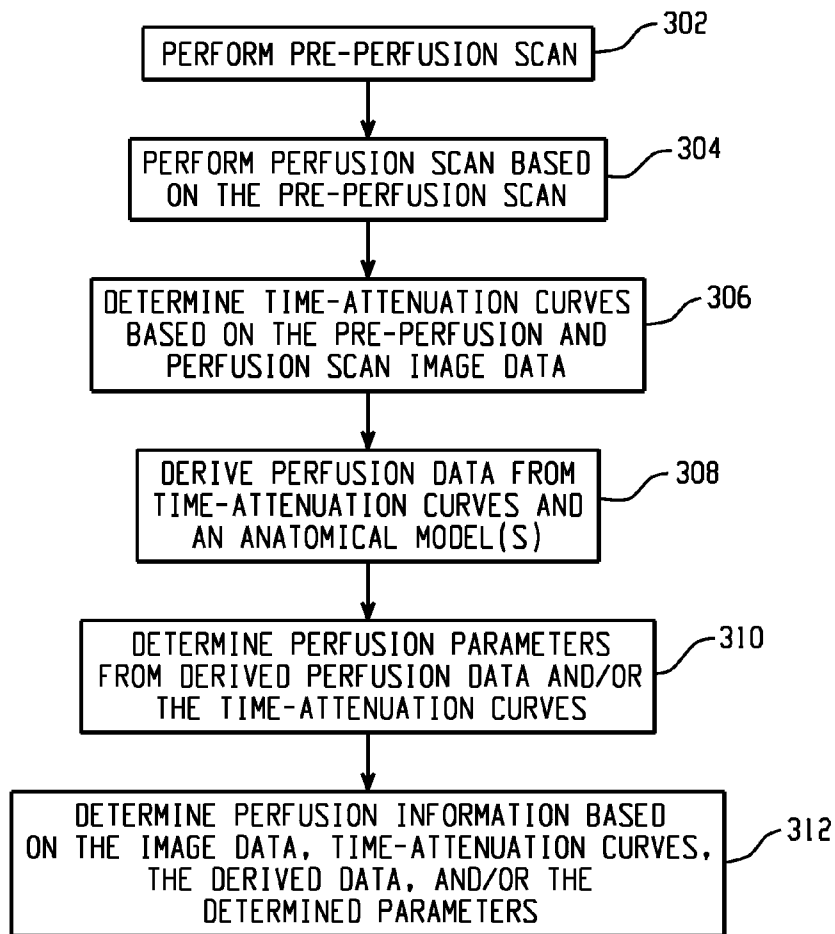 302
PERFORM PRE-PERFUSION SCAN
304
PERFORM PERFUSION SCAN BASED
ON THE PRE-PERFUSION SCAN
306
DETERMINE TIME-ATTENUATION CURVES
BASED ON THE PRE-PERFUSION AND
PERFUSION SCAN IMAGE DATA
308
DERIVE PERFUSION DATA FROM
TIME-ATTENUATION CURVES AND
AN ANATOMICAL MODEL(S)
310
DETERMINE PERFUSION PARAMETERS
FROM DERIVED PERFUSION DATA AND/OR
THE TIME-ATTENUATION CURVES
312
DETERMINE PERFUSION INFORMATION BASED
ON THE IMAGE DATA, TIME-ATTENUATION CURVES,
THE DERIVED DATA, AND/OR THE
DETERMINED PARAMETERS